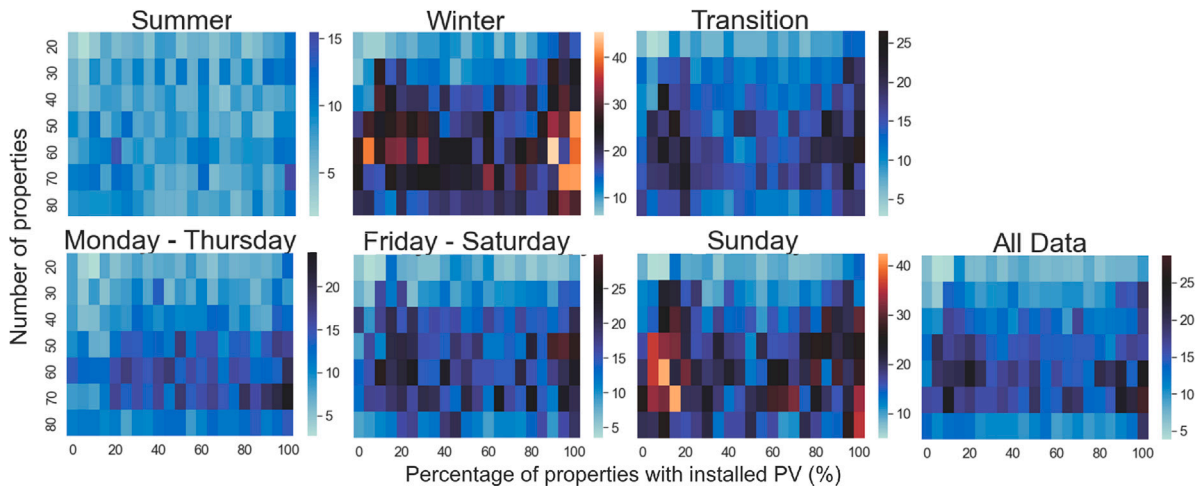 Summer Winter Transition
20 30 40 50 60 70 80
15 10 5
40 30 20 10
25 20 15 10 5
Number of properties
Monday - Thursday Friday - Saturday Sunday All Data
20 30 40 50 60 70 80
20 15 10 5
25 20 15 10 5
40 30 20 10
25 20 15 10 5
0 20 40 60 80 100 0 20 40 60 80 100 0 20 40 60 80 100 0 20 40 60 80 100
Percentage of properties with installed PV (%)